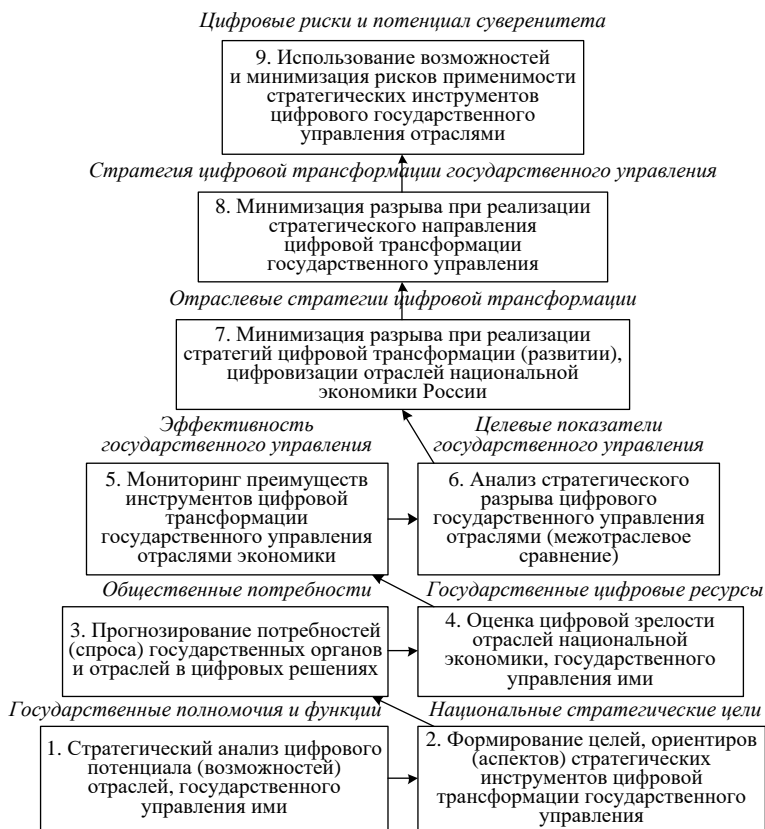 Цифровые риски и потенциал суверенитета
9. Использование возможностей
и минимизация рисков применимости
стратегических инструментов
цифрового государственного
управления отраслями
Стратегия цифровой трансформации государственного управления
8. Минимизация разрыва при реализации
стратегического направления
цифровой трансформации
государственного управления
Отраслевые стратегии цифровой трансформации
7. Минимизация разрыва при реализации
стратегий цифровой трансформации (развитии),
цифровизации отраслей национальной
экономики России
Эффективность
государственного управления
Целевые показатели
государственного управления
5. Мониторинг преимуществ
инструментов цифровой
трансформации
государственного управления
отраслями экономики
6. Анализ стратегического
разрыва цифрового
государственного управления
отраслями (межотраслевое
сравнение)
Общественные потребности
Государственные цифровые ресурсы
3. Прогнозирование потребностей
(спроса) государственных органов
и отраслей в цифровых решениях
4. Оценка цифровой зрелости
отраслей национальной
экономики, государственного
управления ими
Государственные полномочия и функции
Национальные стратегические цели
1. Стратегический анализ цифрового
потенциала (возможностей)
отраслей, государственного
управления ими
2. Формирование целей, ориентиров
(аспектов) стратегических
инструментов цифровой
трансформации государственного
управления